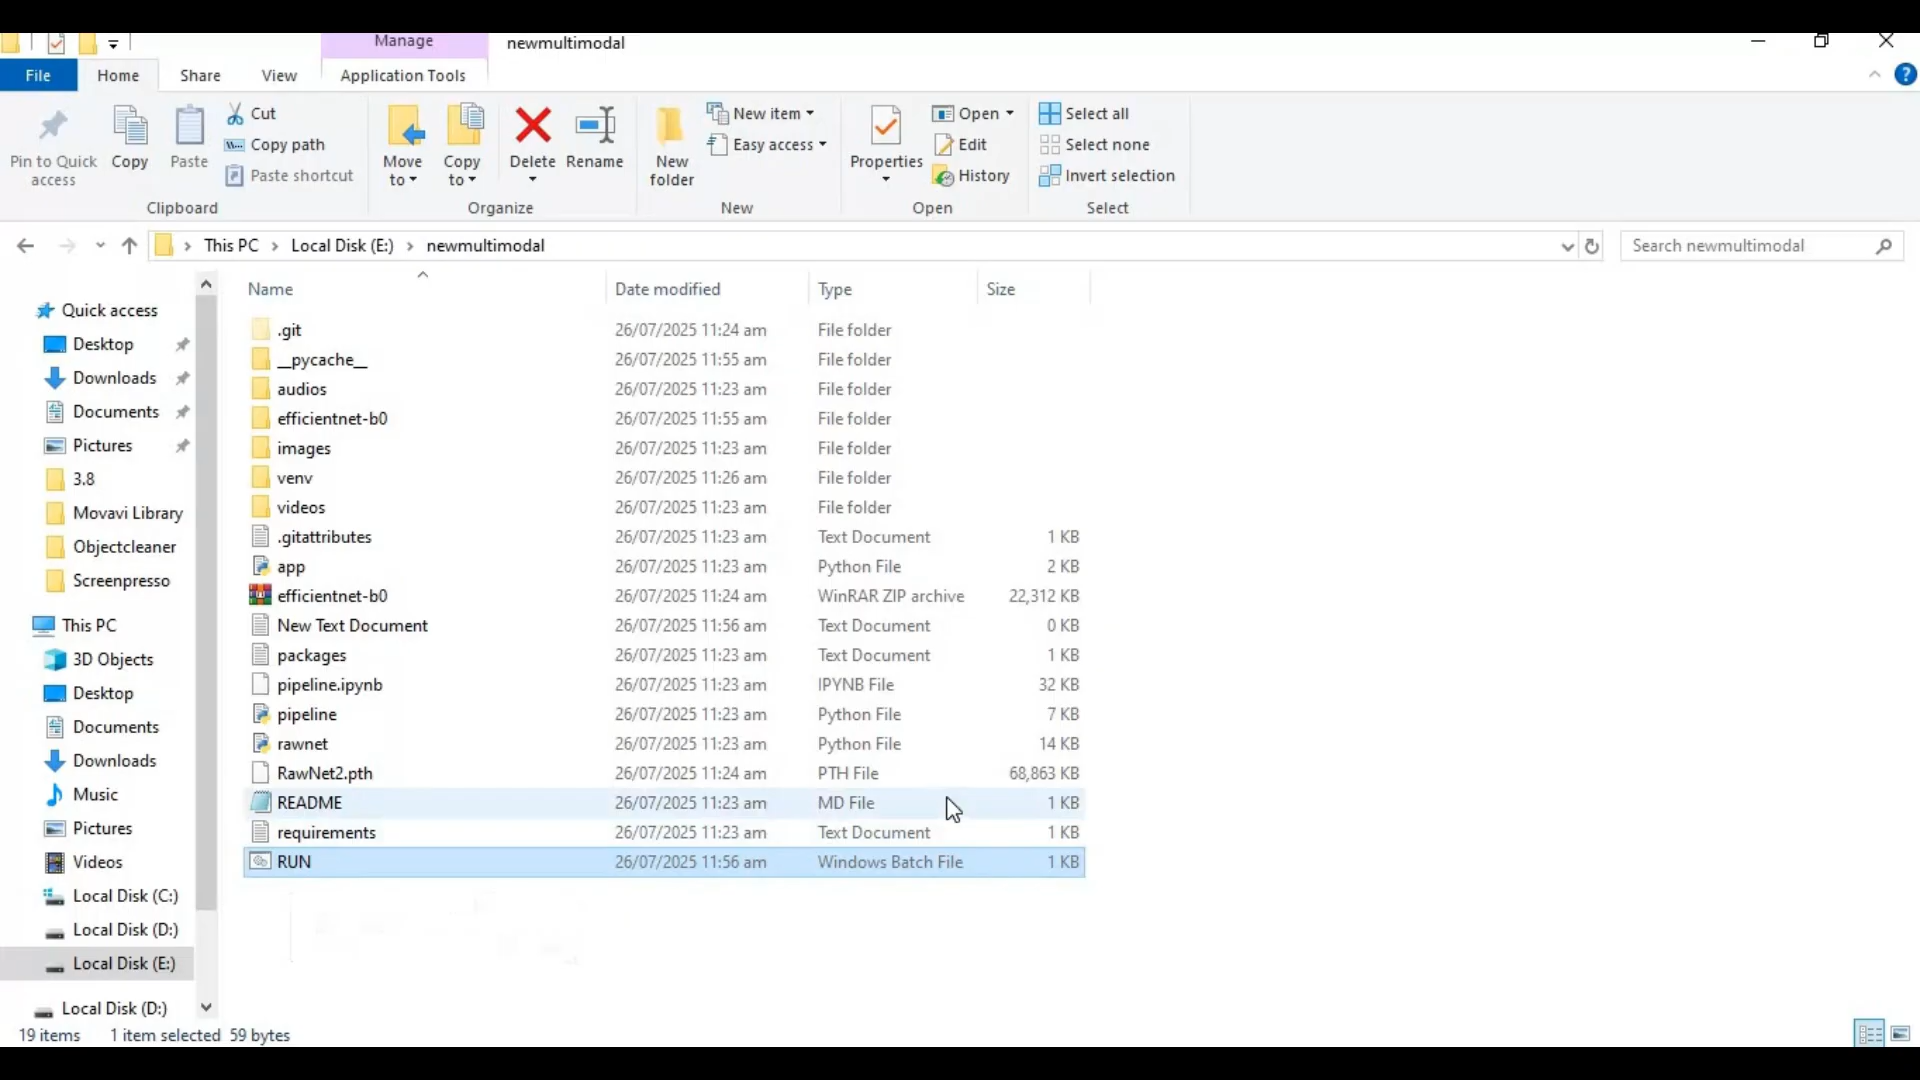 Manage
newmultimodal
File
Home
Share
View
Application Tools
Pin to Quick access
Copy
Paste
Cut
Copy path
Paste shortcut
Clipboard
Move to
Copy to
Delete
Rename
Organize
New folder
New item
Easy access
New
Properties
Open
Edit
History
Open
Select all
Select none
Invert selection
Select
This PC > Local Disk (E:) > newmultimodal
Search newmultimodal
Quick access
Desktop
Downloads
Documents
Pictures
3.8
Movavi Library
Objectcleaner
Screenpresso
This PC
3D Objects
Desktop
Documents
Downloads
Music
Pictures
Videos
Local Disk (C:)
Local Disk (D:)
Local Disk (E:)
Local Disk (D:)
Name Date modified Type Size
.git 26/07/2025 11:24 am File folder
__pycache__ 26/07/2025 11:55 am File folder
audios 26/07/2025 11:23 am File folder
efficientnet-b0 26/07/2025 11:55 am File folder
images 26/07/2025 11:23 am File folder
venv 26/07/2025 11:26 am File folder
videos 26/07/2025 11:23 am File folder
.gitattributes 26/07/2025 11:23 am Text Document 1 KB
app 26/07/2025 11:23 am Python File 2 KB
efficientnet-b0 26/07/2025 11:24 am WinRAR ZIP archive 22,312 KB
New Text Document 26/07/2025 11:56 am Text Document 0 KB
packages 26/07/2025 11:23 am Text Document 1 KB
pipeline.ipynb 26/07/2025 11:23 am IPYNB File 32 KB
pipeline 26/07/2025 11:23 am Python File 7 KB
rawnet 26/07/2025 11:23 am Python File 14 KB
RawNet2.pth 26/07/2025 11:24 am PTH File 68,863 KB
README 26/07/2025 11:23 am MD File 1 KB
requirements 26/07/2025 11:23 am Text Document 1 KB
RUN 26/07/2025 11:56 am Windows Batch File 1 KB
19 items 1 item selected 59 bytes